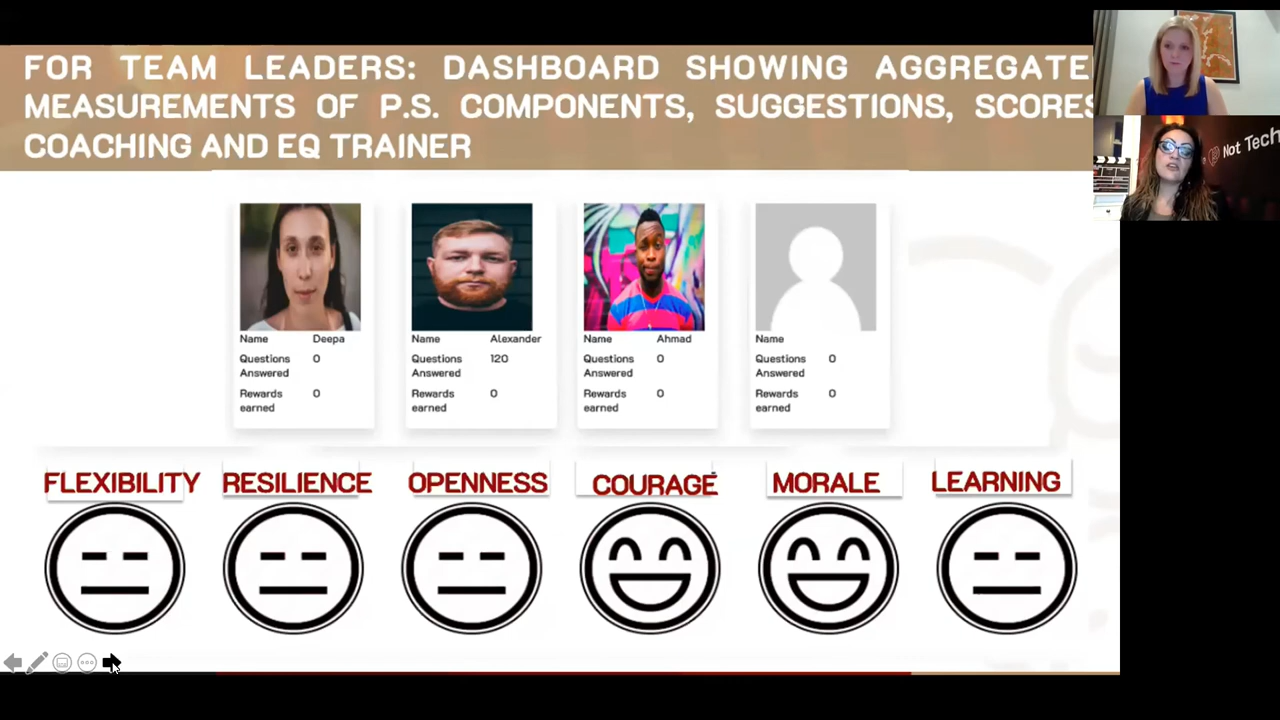 FOR TEAM LEADERS: DASHBOARD SHOWING AGGREGATE
MEASUREMENTS OF P.S. COMPONENTS, SUGGESTIONS, SCORES
COACHING AND EQ TRAINER
Not Tech
Name Deepa
Questions Answered 0
Rewards earned 0
Name Alexander
Questions Answered 120
Rewards earned 0
Name Ahmad
Questions Answered 0
Rewards earned 0
Name
Questions Answered 0
Rewards earned 0
FLEXIBILITY RESILIENCE OPENNESS COURAGE MORALE LEARNING